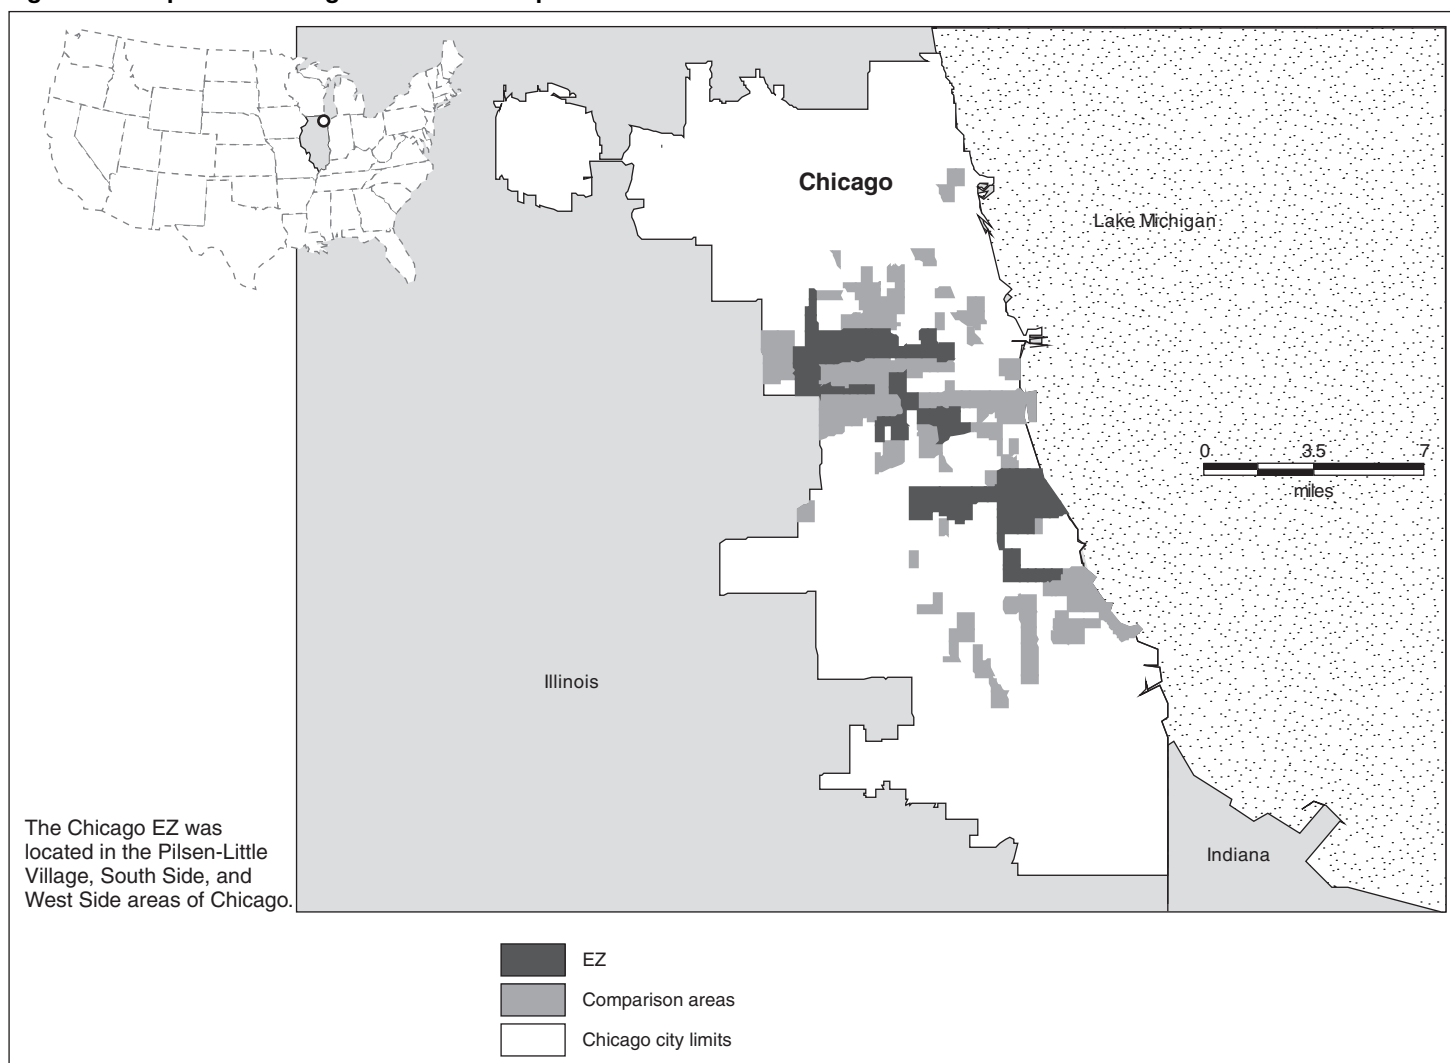 Chicago
Lake Michigan
0 3.5 7
miles
Illinois
The Chicago EZ was
located in the Pilsen-Little
Village, South Side, and
West Side areas of Chicago.
Indiana
EZ
Comparison areas
Chicago city limits